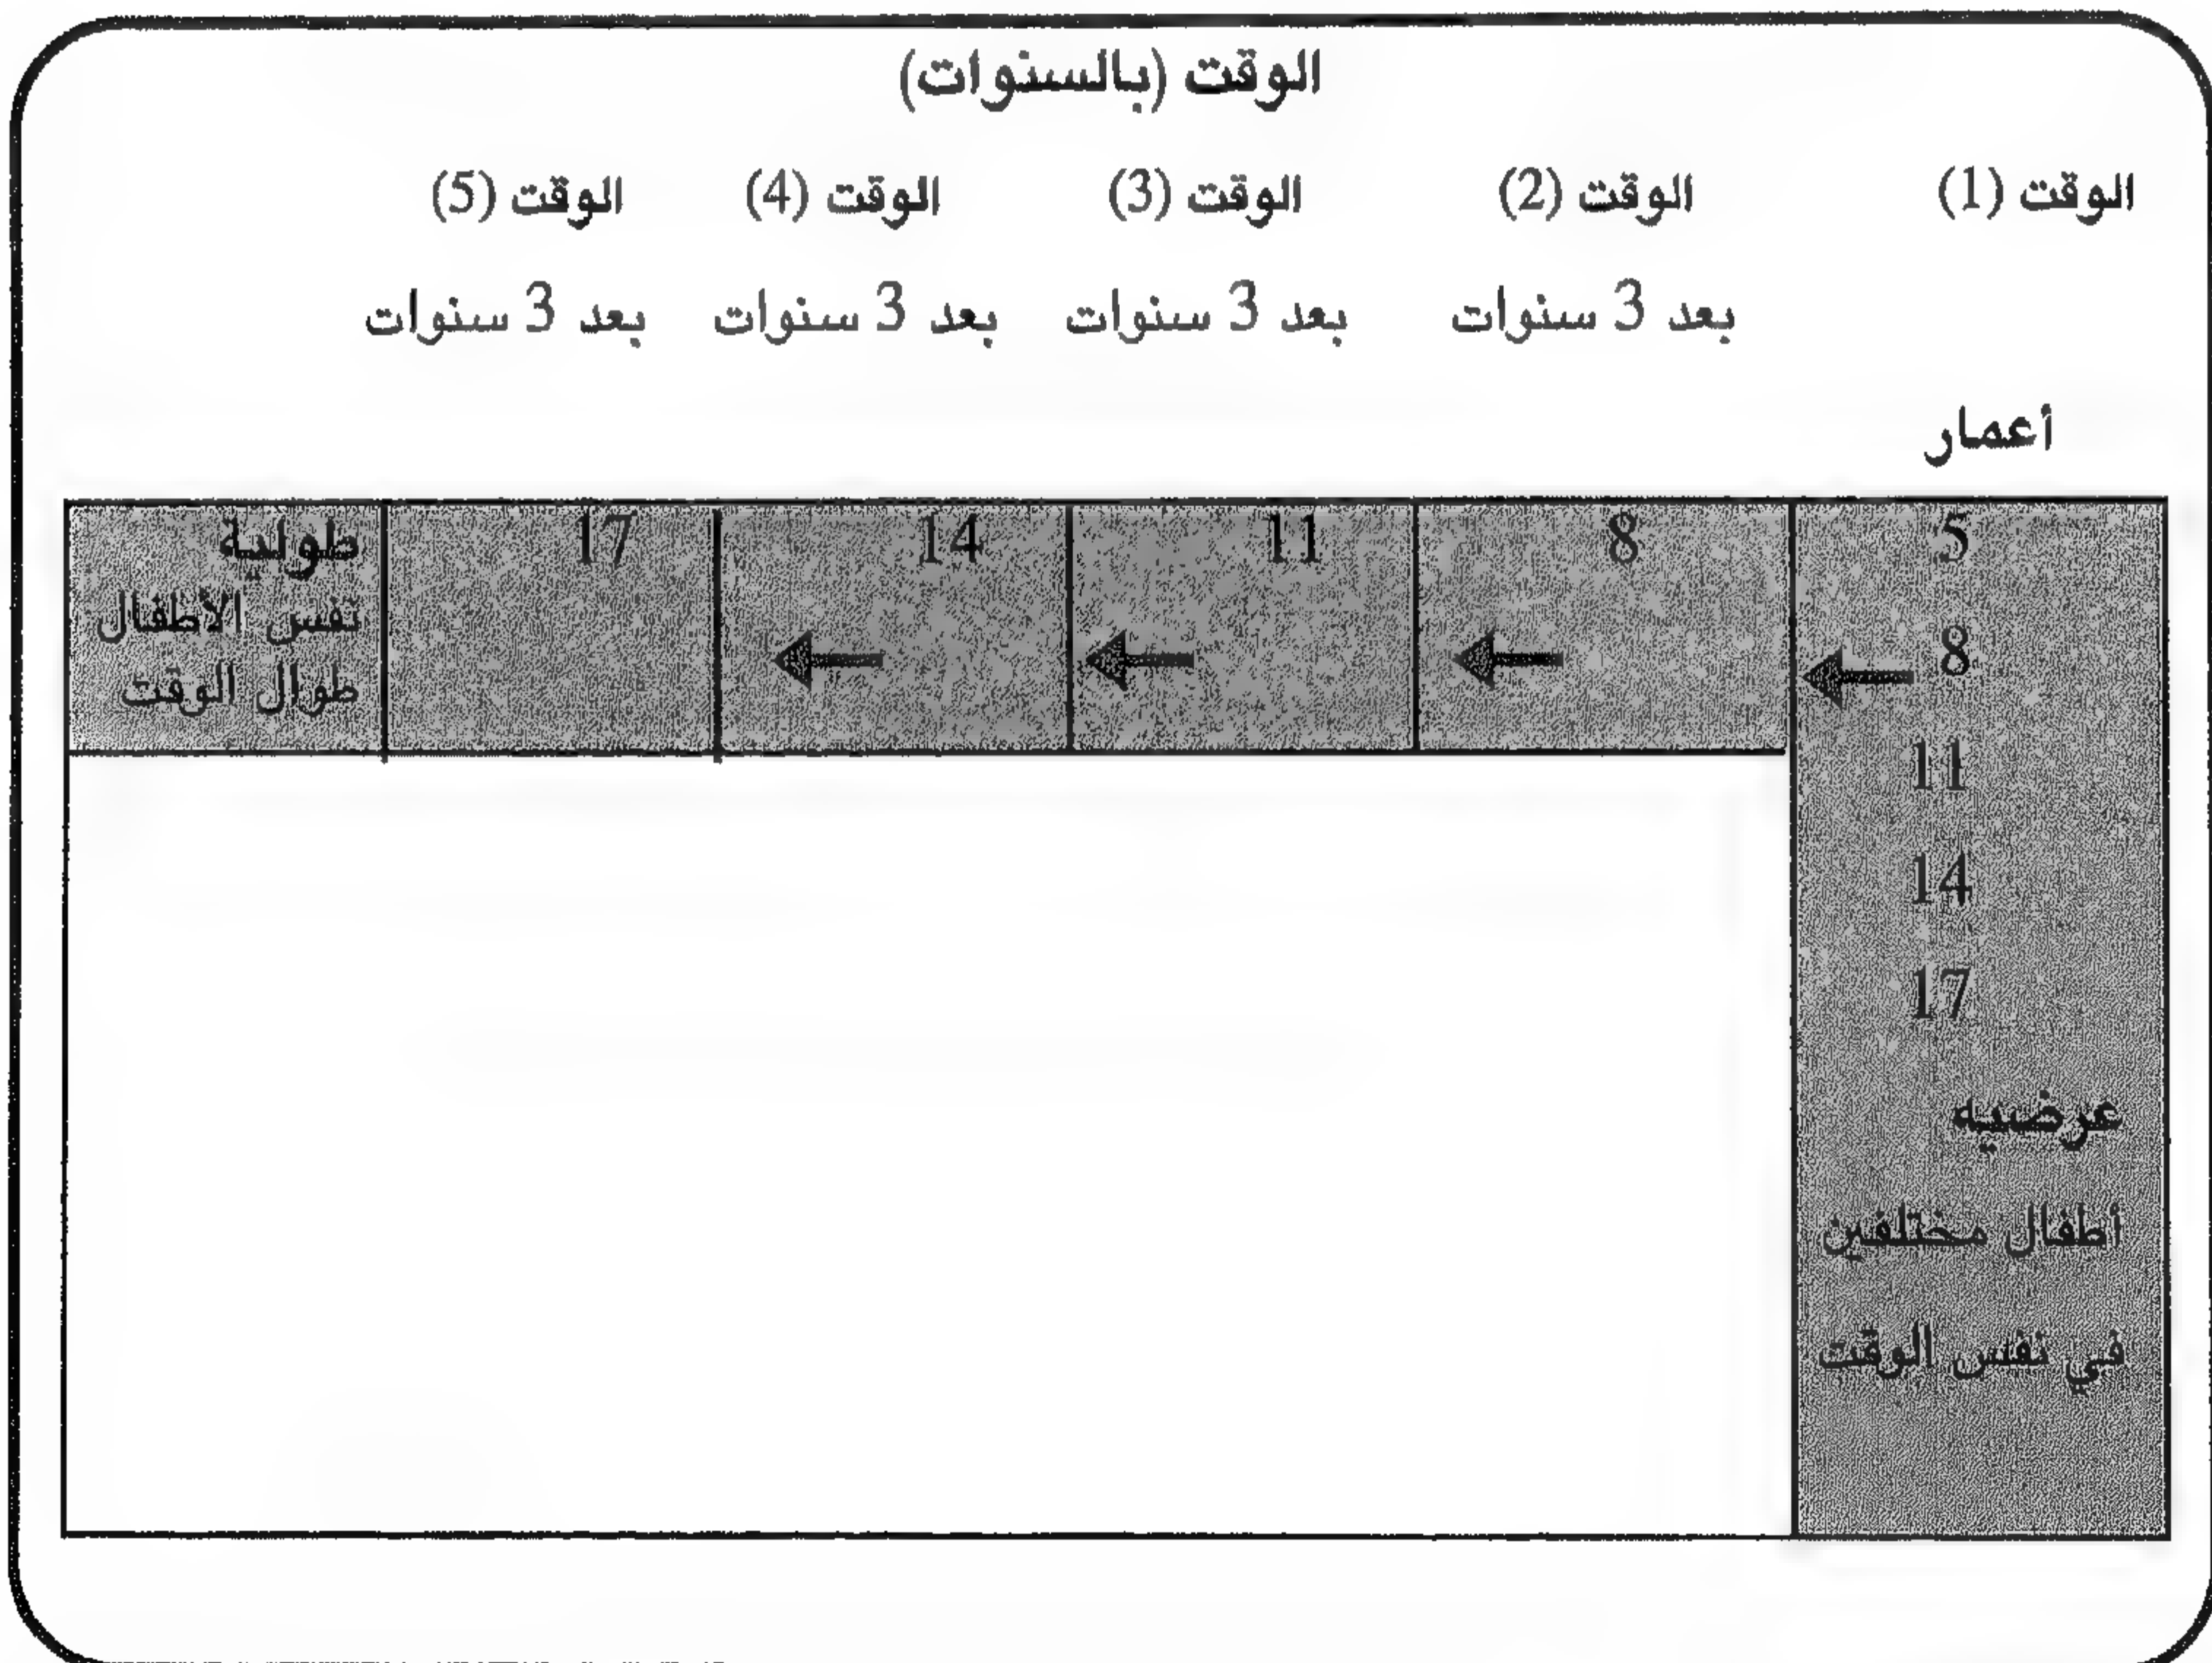 الوقت (بالسنوات)
الوقت (1) الوقت (2) الوقت (3) الوقت (4) الوقت (5)
بعد 3 سنوات بعد 3 سنوات بعد 3 سنوات بعد 3 سنوات
أعمار
5 8 11 14 17 طولية
8 نفس الأطفال
طوال الوقت
11
14
17
عرضيه
أطفال مختلفين
في نفس الوقت